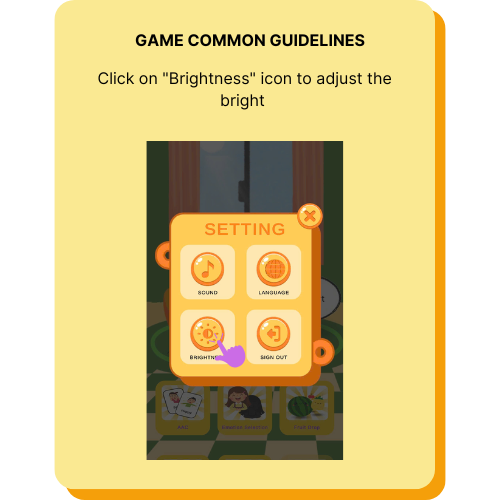 GAME COMMON GUIDELINES
Click on "Brightness" icon to adjust the
bright
SETTING
SOUND
LANGUAGE
SIGN OUT